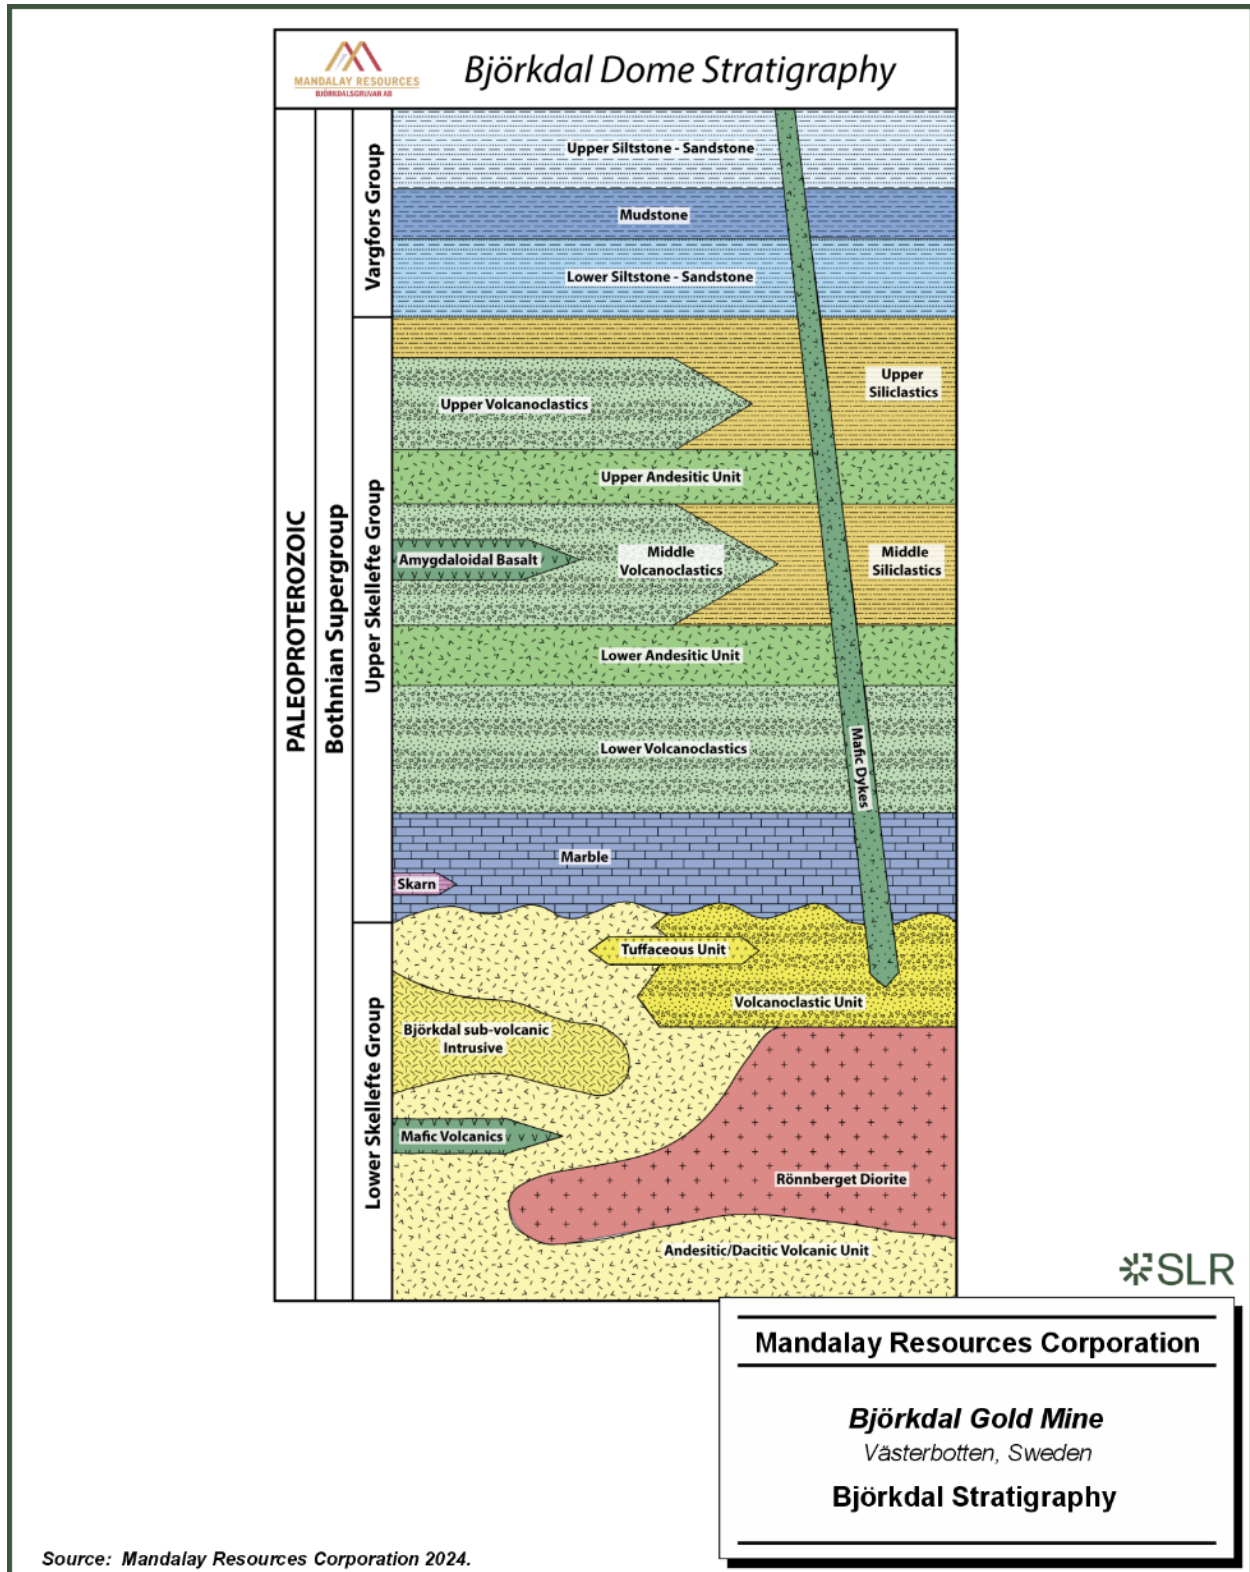 MANDALAY RESOURCES
BJÖRKDALSGRUVAN AB
Björkdal Dome Stratigraphy
PALEOPROTEROZOIC
Bothnian Supergroup
Vargfors Group
Upper Siltstone - Sandstone
Mudstone
Lower Siltstone - Sandstone
Upper Skellefte Group
Upper
Siliclastics
Upper Volcanoclastics
Upper Andesitic Unit
Amygdaloidal Basalt
Middle
Volcanoclastics
Middle
Siliclastics
Lower Andesitic Unit
Lower Volcanoclastics
Mafic Dykes
Marble
Skarn
Lower Skellefte Group
Tuffaceous Unit
Volcanoclastic Unit
Björkdal sub-volcanic
Intrusive
Mafic Volcanics
Rönnberget Diorite
Andesitic/Dacitic Volcanic Unit
SLR
Mandalay Resources Corporation
Björkdal Gold Mine
Västerbotten, Sweden
Björkdal Stratigraphy
Source: Mandalay Resources Corporation 2024.